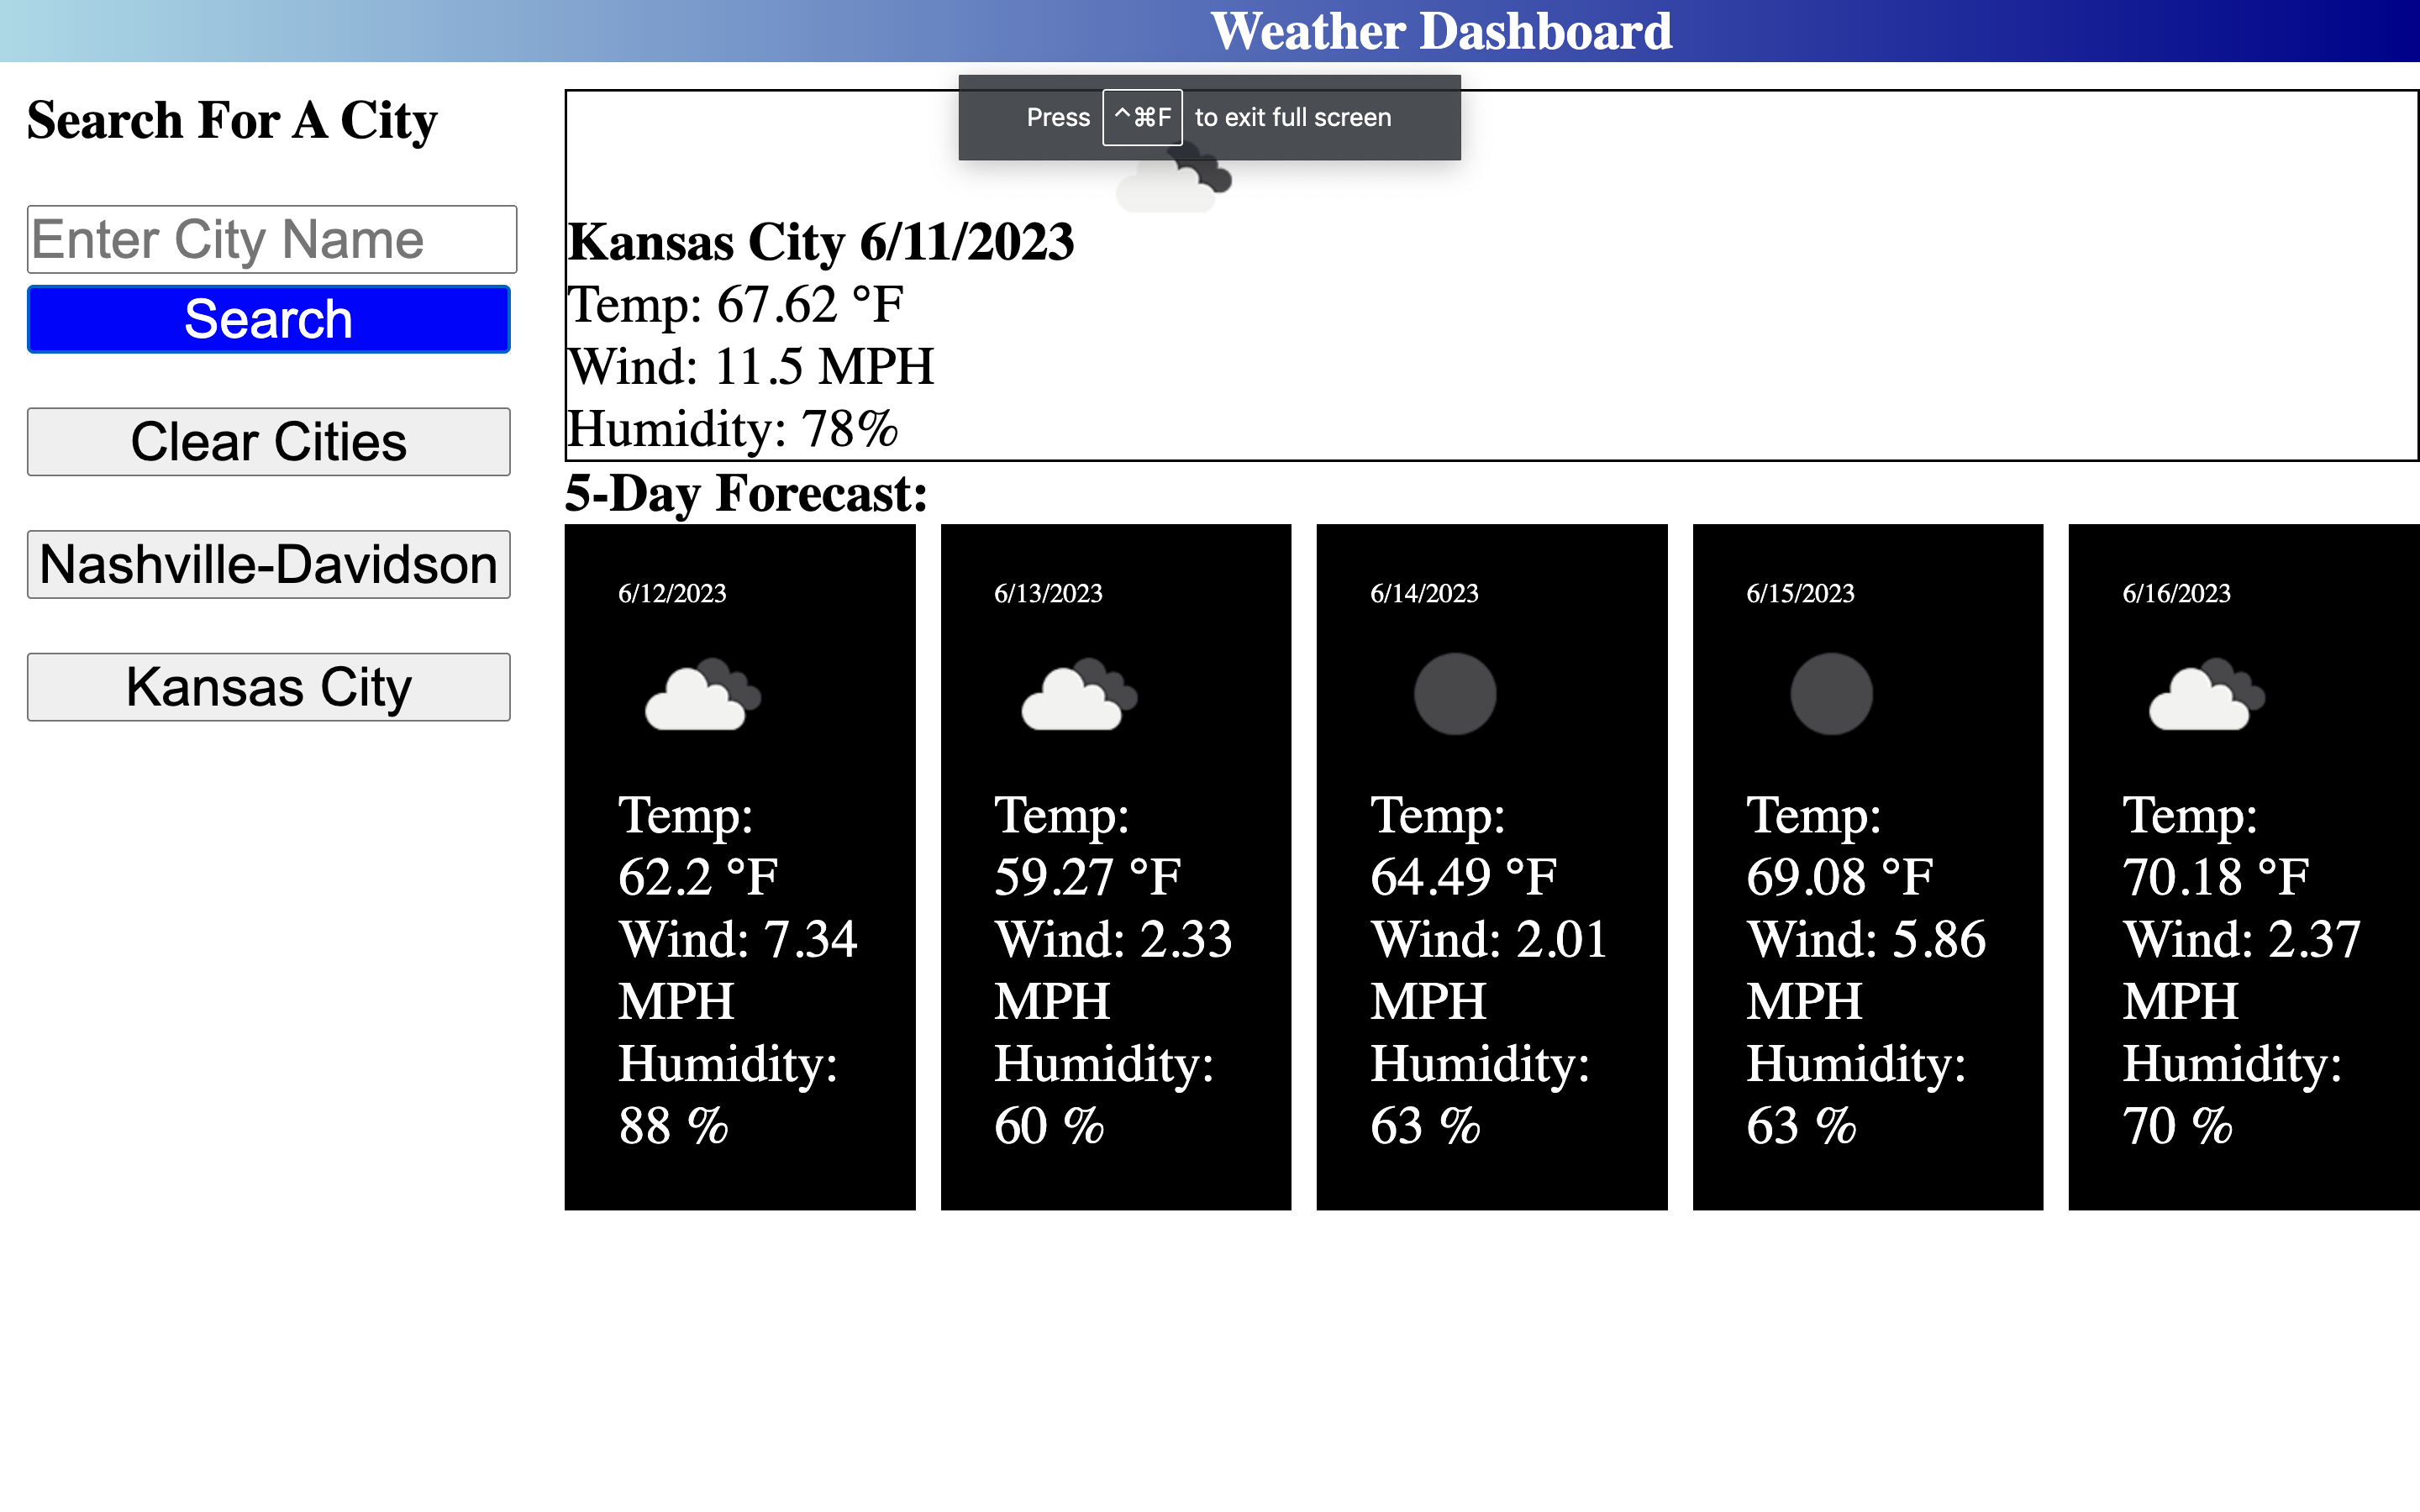 Weather Dashboard
Search For A City
Enter City Name
Search
Clear Cities
Nashville-Davidson
Kansas City
Press ^⌘F to exit full screen
Kansas City 6/11/2023
Temp: 67.62 °F
Wind: 11.5 MPH
Humidity: 78%
5-Day Forecast:
6/12/2023
Temp:
62.2 °F
Wind: 7.34
MPH
Humidity:
88 %
6/13/2023
Temp:
59.27 °F
Wind: 2.33
MPH
Humidity:
60 %
6/14/2023
Temp:
64.49 °F
Wind: 2.01
MPH
Humidity:
63 %
6/15/2023
Temp:
69.08 °F
Wind: 5.86
MPH
Humidity:
63 %
6/16/2023
Temp:
70.18 °F
Wind: 2.37
MPH
Humidity:
70 %